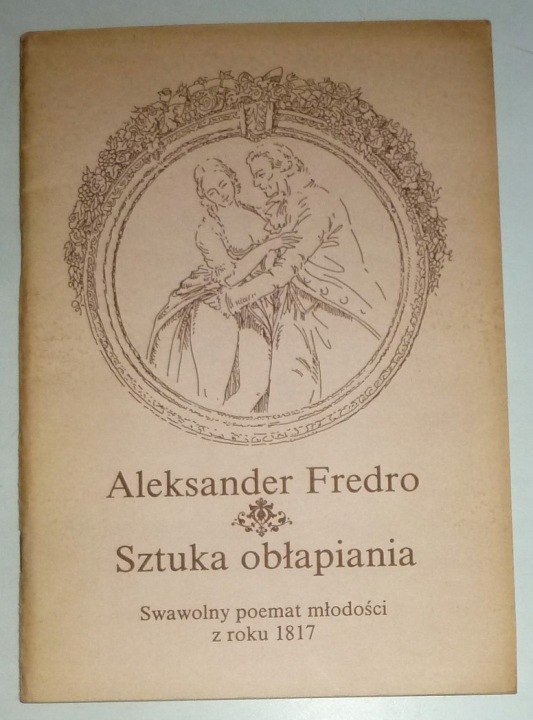 Aleksander Fredro
Sztuka obłapiania
Swawolny poemat młodości
z roku 1817